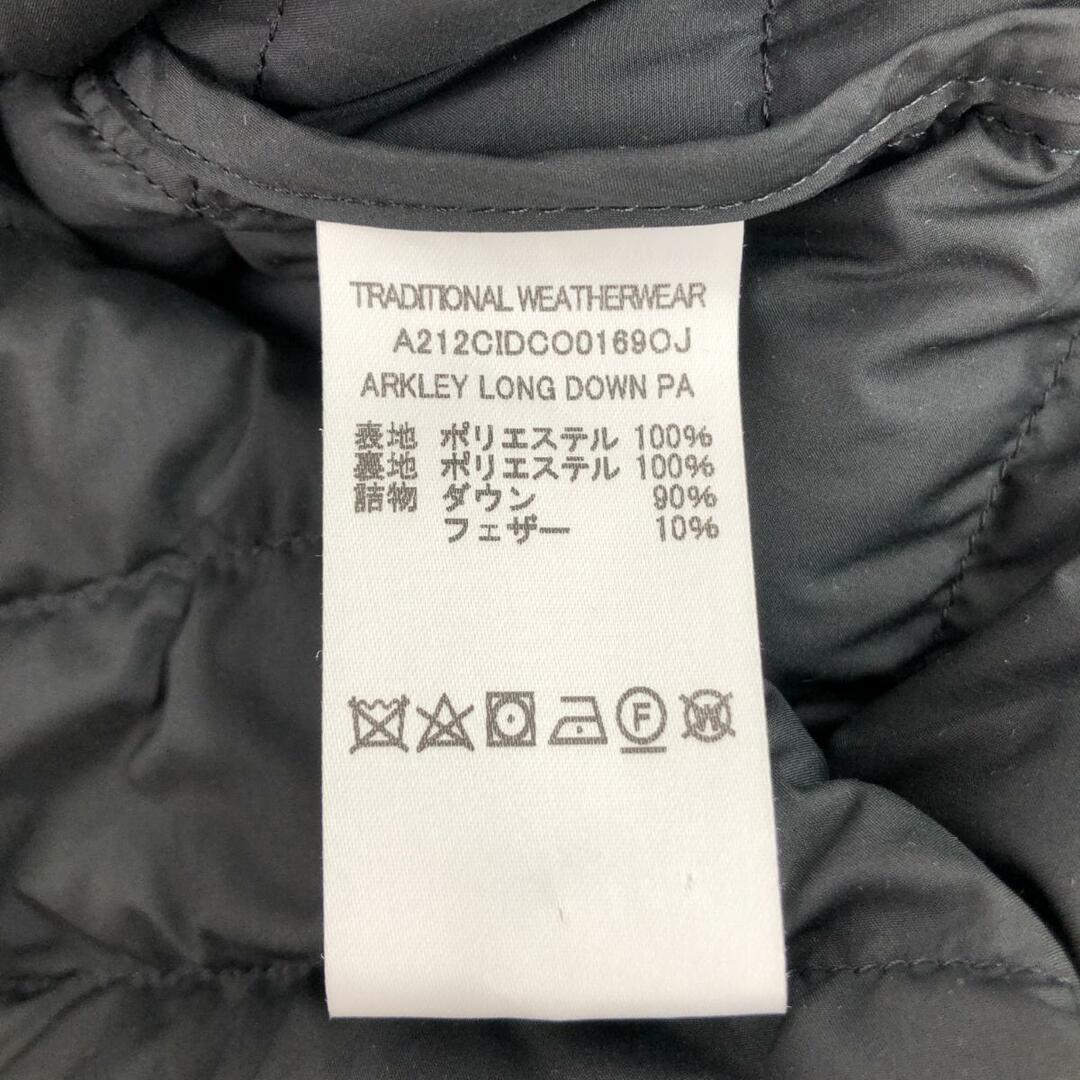 TRADITIONAL WEATHERWEAR
A212CIDCO0169OJ
ARKLEY LONG DOWN PA
表地 ポリエステル 100%
裏地 ポリエステル 100%
詰物 ダウン 90%
フェザー 10%
F W